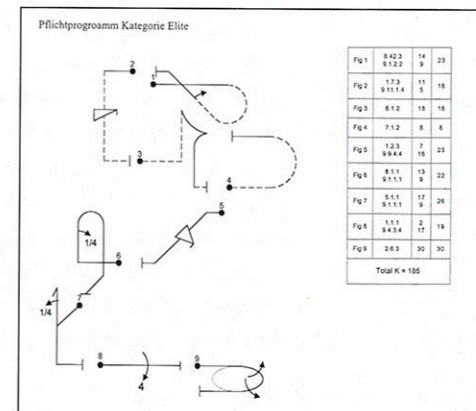 Pflichtprogroamm Kategorie Elite
2
1
3
4
5
1/4
6
7
1/4
8
9
4
Fig 1 8.42.3 14 23
9.1.2.2 9
Fig 2 1.7.3 11 16
9.11.1.4 5
Fig 3 6.1.2 18 18
Fig 4 7.1.2 8 8
Fig 5 1.2.3 7 23
9.9.4.4 16
Fig 6 8.1.1 13 22
9.1.1.1 9
Fig 7 5.1.1 17 26
9.1.1.1 9
Fig 8 1.1.1 2 19
9.4.3.4 17
Fig 9 2.6.3 30 30
Total K = 185